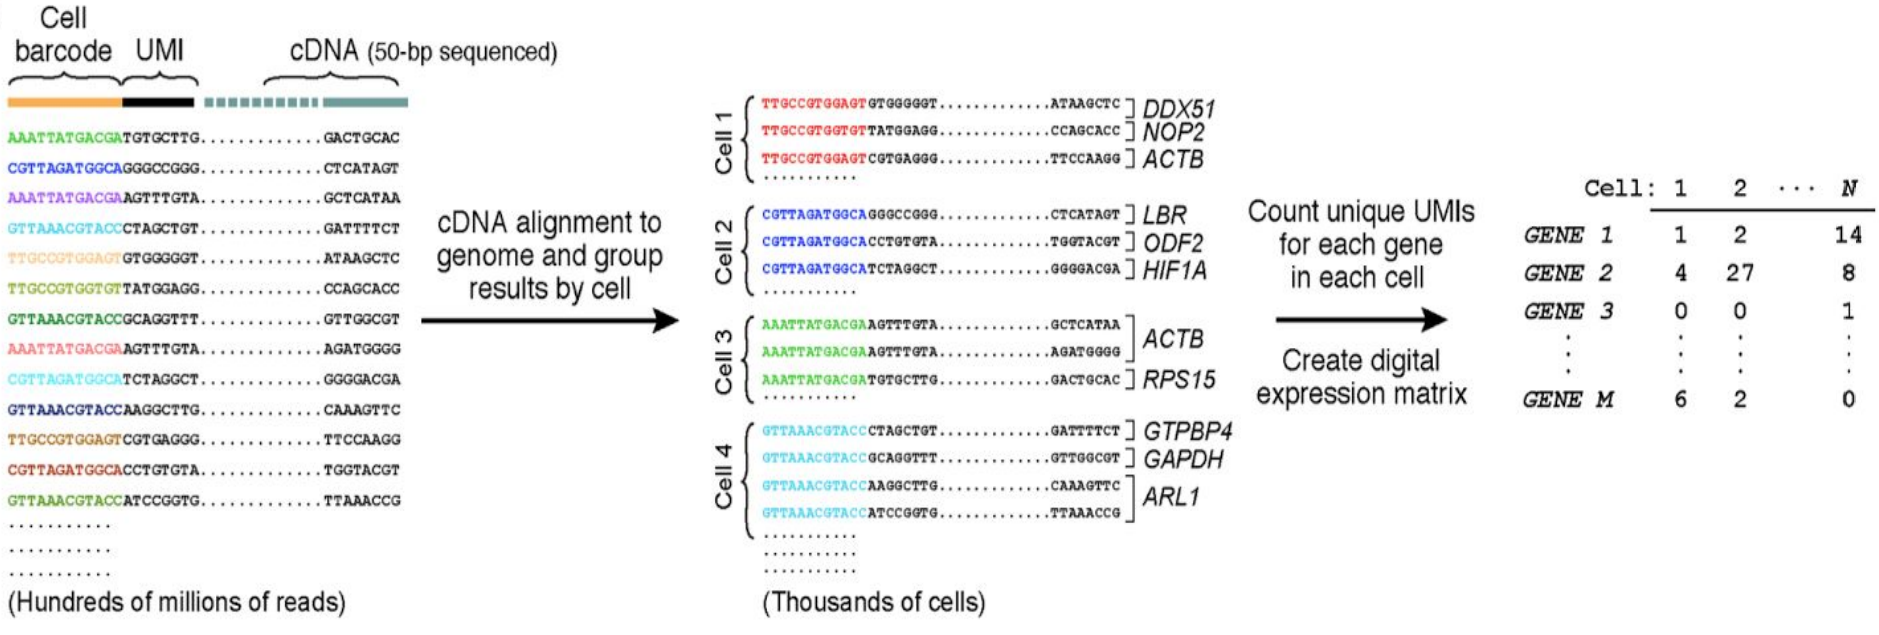 Cell
barcode UMI cDNA (50-bp sequenced)
AAATTATGACGATGTGCTTG............GACTGCAC
CGTTAGATGGCAGGGCCGGG............CTCATAGT
AAATTATGACGAAGTTTGTA............GCTCATAA
GTTAAACGTACCCTAGCTGT............GATTTTCT
TTGCCGTGGAGTGTGGGGGT............ATAAGCTC
TTGCCGTGGTGTTATGGAGG............CCAGCACC
GTTAAACGTACCGCAGGTTT............GTTGGCGT
AAATTATGACGAAGTTTGTA............AGATGGGG
CGTTAGATGGCATCTAGGCT............GGGGACGA
GTTAAACGTACCAAGGCTTG............CAAAGTTC
TTGCCGTGGAGTCGTGAGGG............TTCCAAGG
CGTTAGATGGCACCTGTGTA............TGGTACGT
GTTAAACGTACCATCCGGTG............TTAAACCG
...........
...........
...........
(Hundreds of millions of reads)
cDNA alignment to
genome and group
results by cell
Cell 1
TTGCCGTGGAGTGTGGGGGT.............ATAAGCTC DDX51
TTGCCGTGGTGTTATGGAGG.............CCAGCACC NOP2
TTGCCGTGGAGTCGTGAGGG.............TTCCAAGG ACTB
...........
Cell 2
CGTTAGATGGCAGGGCCGGG.............CTCATAGT LBR
CGTTAGATGGCACCTGTGTA.............TGGTACGT ODF2
CGTTAGATGGCATCTAGGCT.............GGGGACGA HIF1A
...........
Cell 3
AAATTATGACGAAGTTTGTA.............GCTCATAA
ACTB
AAATTATGACGAAGTTTGTA.............AGATGGGG
AAATTATGACGATGTGCTTG.............GACTGCAC RPS15
...........
Cell 4
GTTAAACGTACCCTAGCTGT.............GATTTTCT GTPBP4
GTTAAACGTACCGCAGGTTT.............GTTGGCGT GAPDH
GTTAAACGTACCAAGGCTTG.............CAAAGTTC
ARL1
GTTAAACGTACCATCCGGTG.............TTAAACCG
...........
...........
...........
(Thousands of cells)
Count unique UMIs
for each gene
in each cell
Create digital
expression matrix
Cell: 1 2 ··· N
GENE 1 1 2 14
GENE 2 4 27 8
GENE 3 0 0 1
GENE M 6 2 0